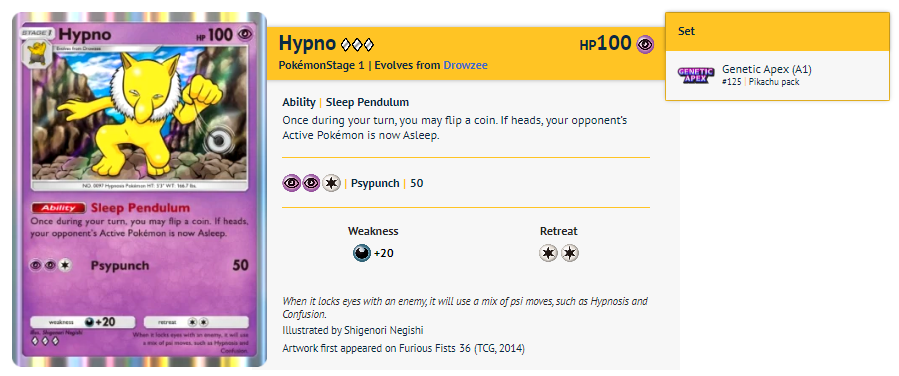 STAGE 1
Hypno
HP 100
Evolves from Drowzee
NO. 0097 Hypnosis Pokémon HT: 5'3" WT: 166.7 lbs.
Ability Sleep Pendulum
Once during your turn, you may flip a coin. If heads,
your opponent's Active Pokémon is now Asleep.
Psypunch 50
weakness +20 retreat
Illus. Shigenori Negishi
When it locks eyes with an enemy, it will use
a mix of psi moves, such as Hypnosis and
Confusion.
Hypno HP100
PokémonStage 1 | Evolves from Drowzee
Ability | Sleep Pendulum
Once during your turn, you may flip a coin. If heads, your opponent's
Active Pokémon is now Asleep.
| Psypunch | 50
Weakness Retreat
+20
When it locks eyes with an enemy, it will use a mix of psi moves, such as Hypnosis and
Confusion.
Illustrated by Shigenori Negishi
Artwork first appeared on Furious Fists 36 (TCG, 2014)
Set
GENETIC APEX
Genetic Apex (A1)
#125 | Pikachu pack